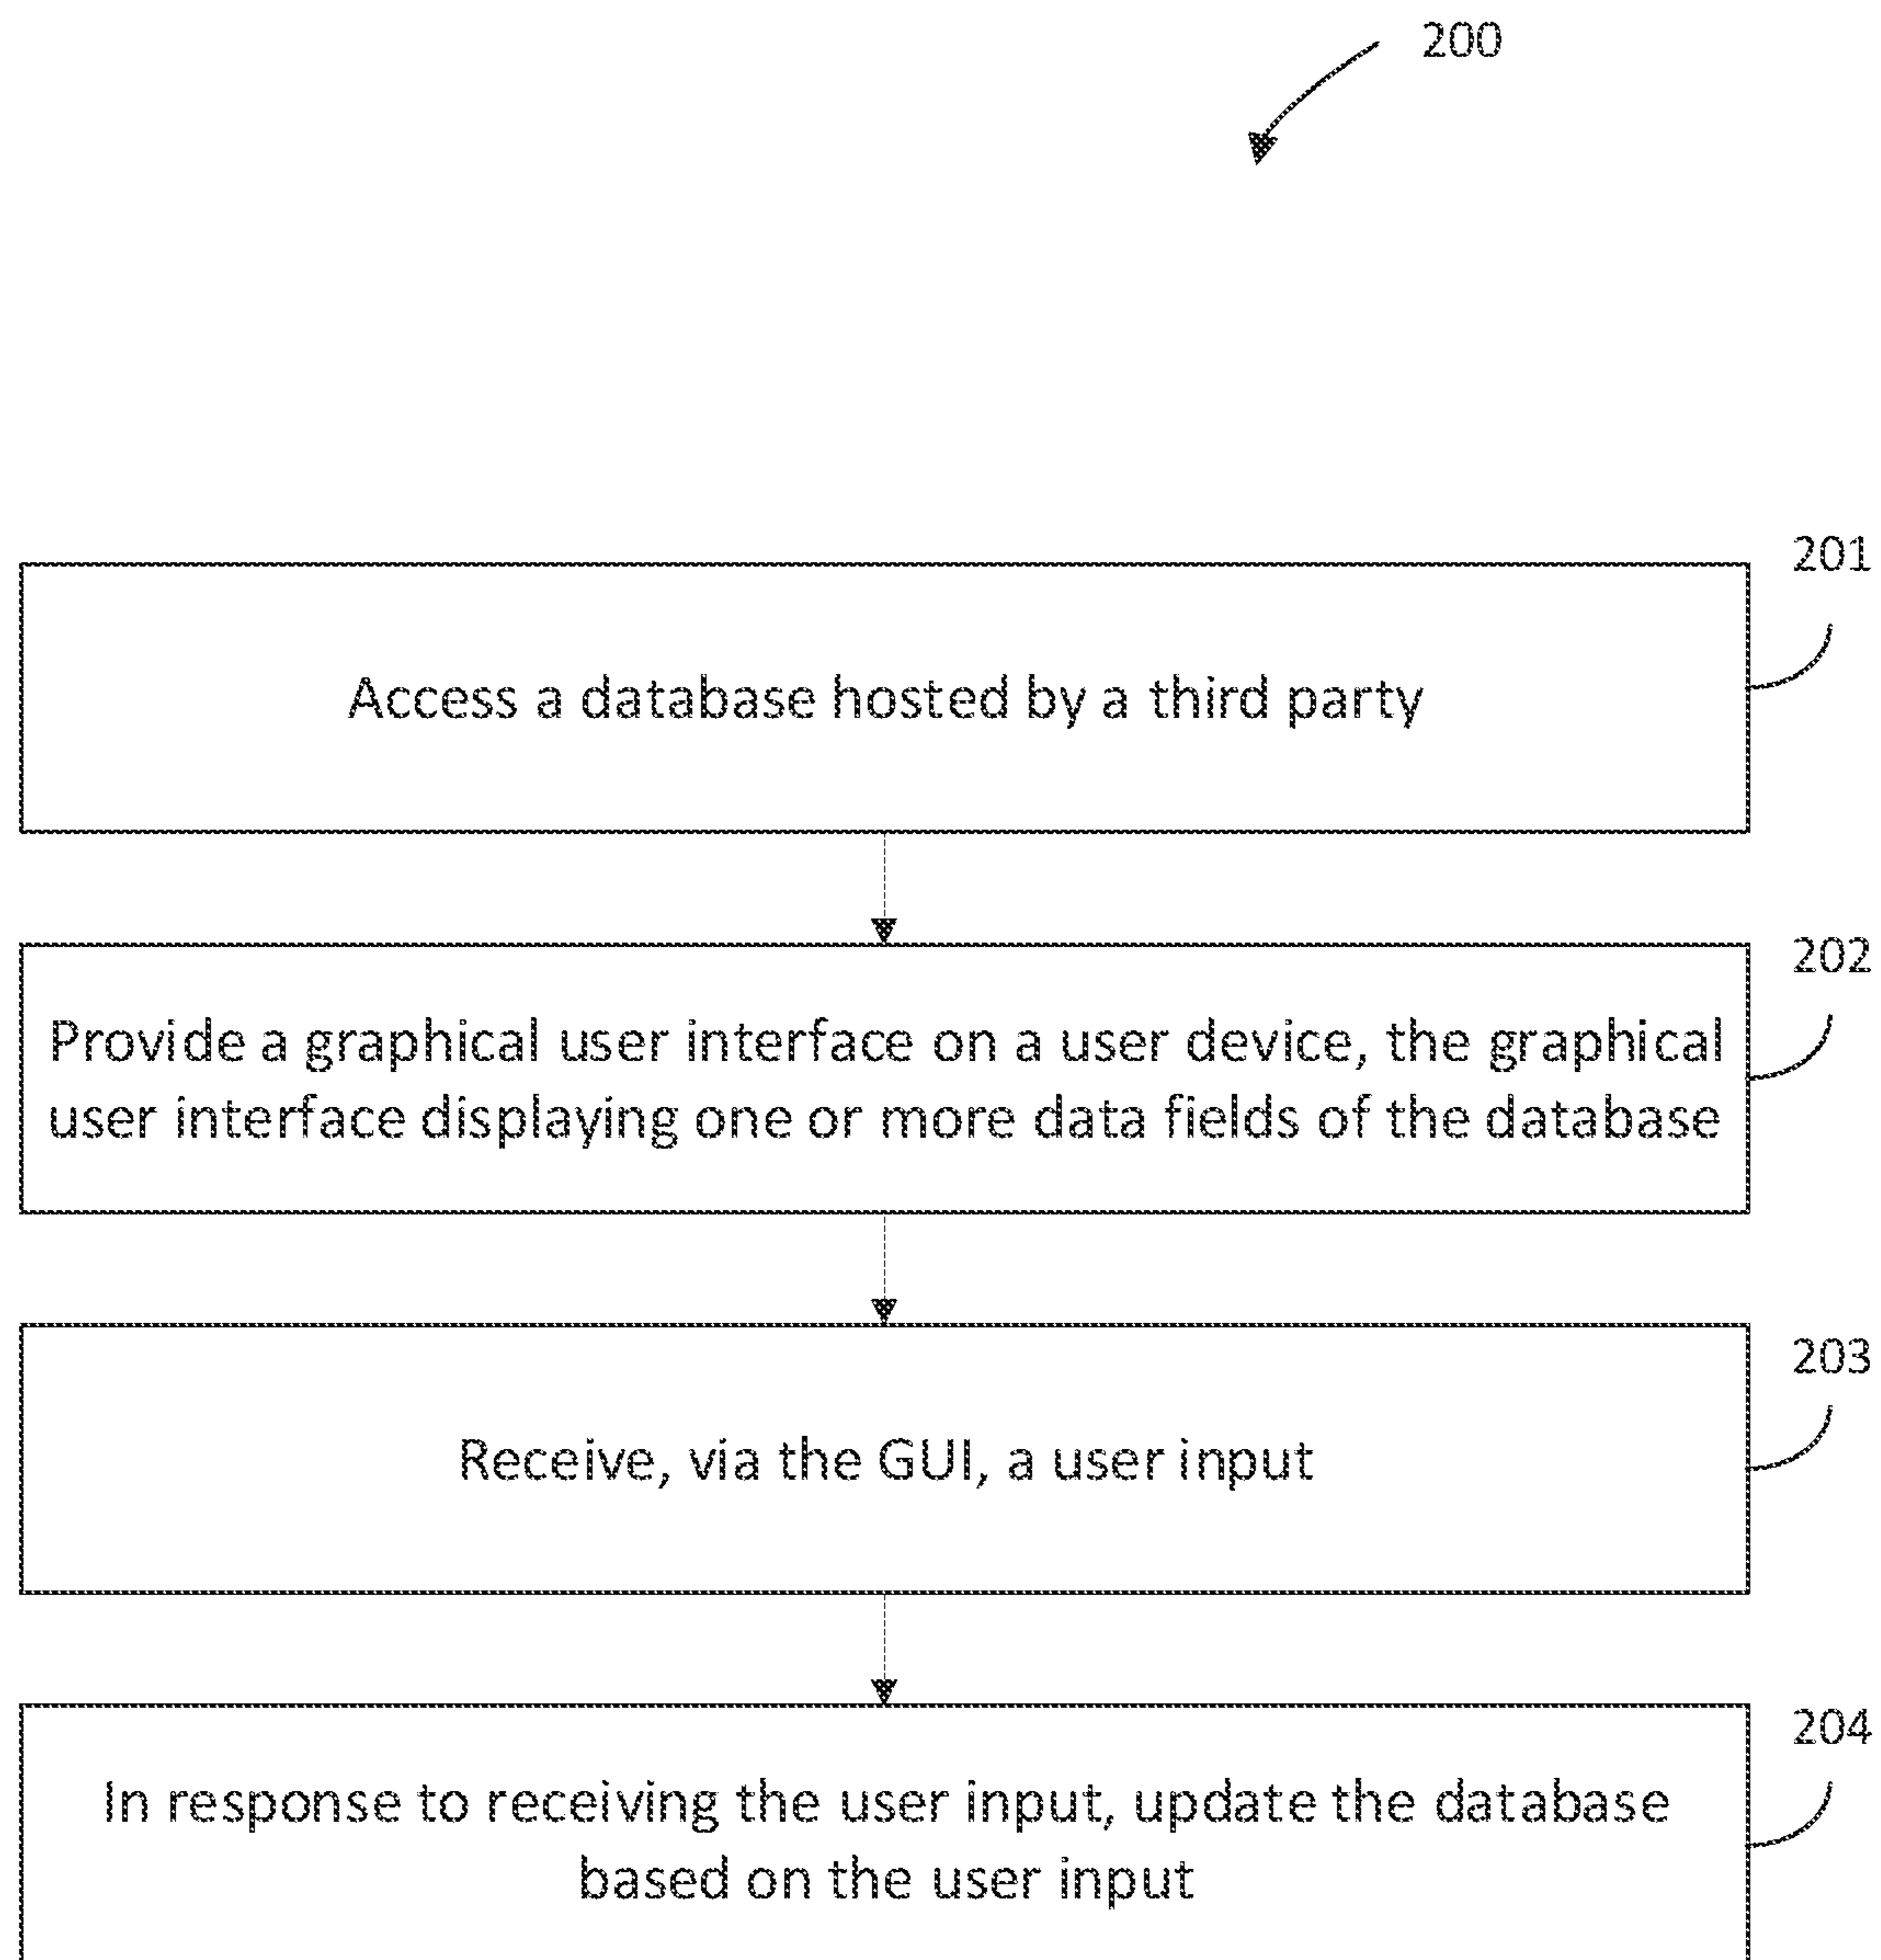 200
201
Access a database hosted by a third party
202
Provide a graphical user interface on a user device, the graphical
user interface displaying one or more data fields of the database
203
Receive, via the GUI, a user input
204
In response to receiving the user input, update the database
based on the user input